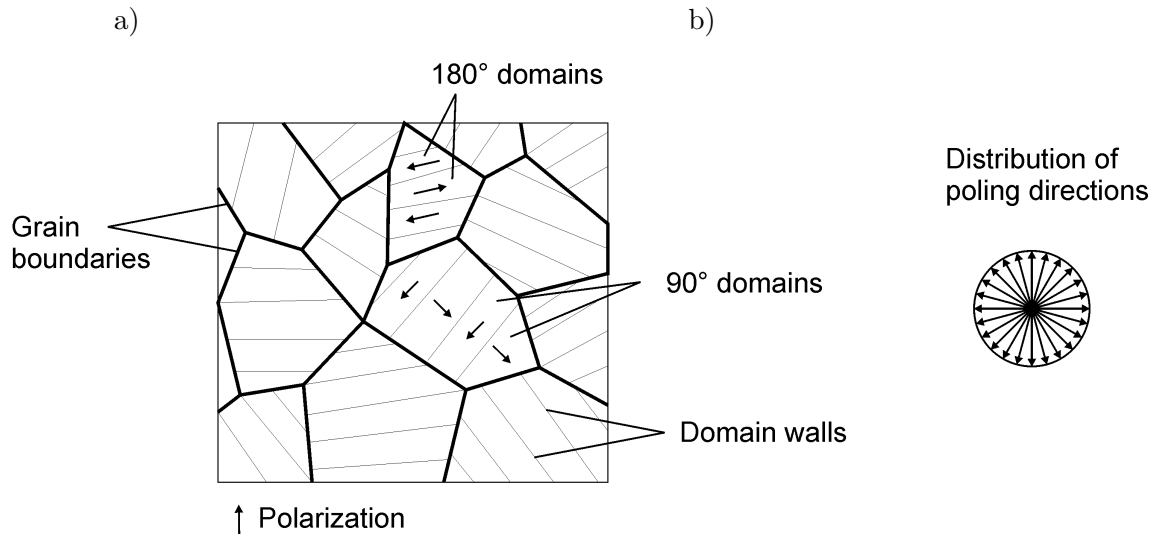 a)
b)
180° domains
Distribution of
poling directions
Grain
boundaries
90° domains
Domain walls
Polarization